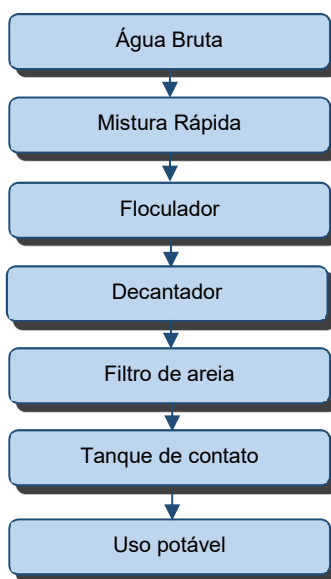 Água Bruta
Mistura Rápida
Floculador
Decantador
Filtro de areia
Tanque de contato
Uso potável